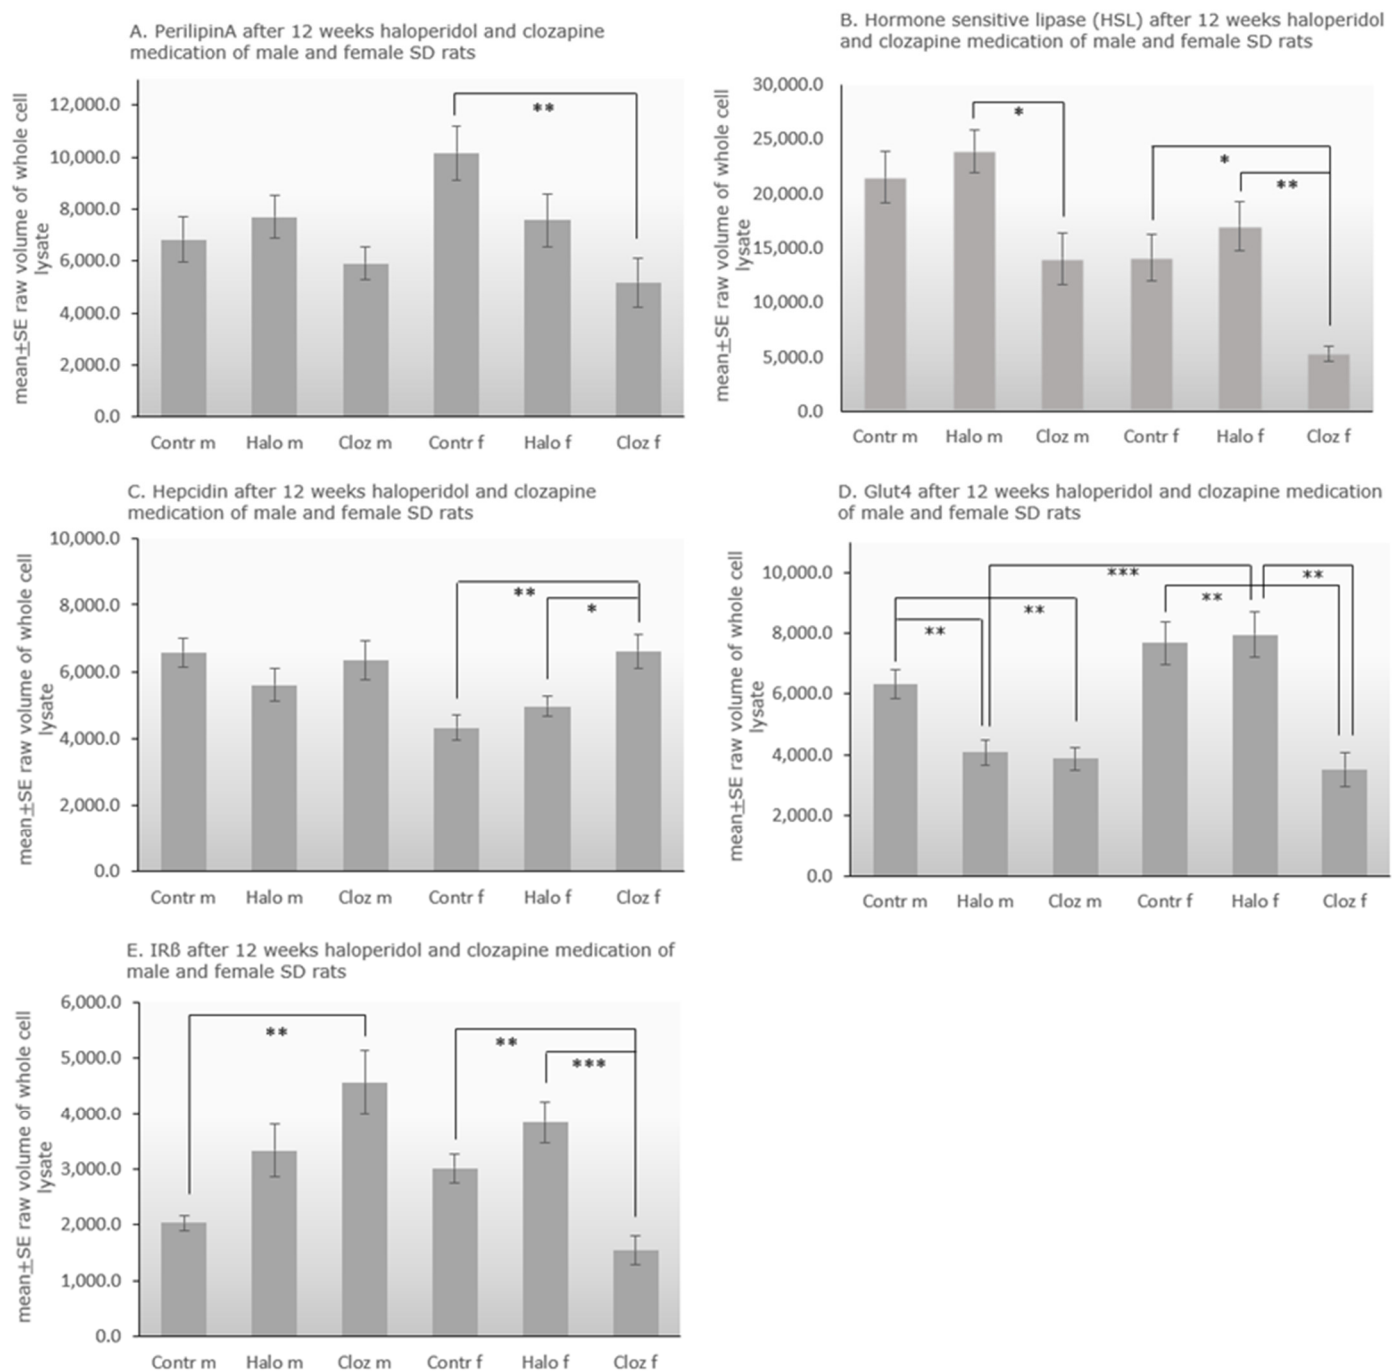 A. PerilipinA after 12 weeks haloperidol and clozapine
medication of male and female SD rats
mean±SE raw volume of whole cell
lysate
12,000.0
10,000.0
8,000.0
6,000.0
4,000.0
2,000.0
0.0
**
Contr m Halo m Cloz m Contr f Halo f Cloz f
B. Hormone sensitive lipase (HSL) after 12 weeks haloperidol
and clozapine medication of male and female SD rats
mean±SE raw volume of whole cell
lysate
30,000.0
25,000.0
20,000.0
15,000.0
10,000.0
5,000.0
0.0
*
*
**
Contr m Halo m Cloz m Contr f Halo f Cloz f
C. Hepcidin after 12 weeks haloperidol and clozapine
medication of male and female SD rats
mean±SE raw volume of whole cell
lysate
10,000.0
8,000.0
6,000.0
4,000.0
2,000.0
0.0
**
*
Contr m Halo m Cloz m Contr f Halo f Cloz f
D. Glut4 after 12 weeks haloperidol and clozapine medication
of male and female SD rats
mean±SE raw volume of whole cell
lysate
10,000.0
8,000.0
6,000.0
4,000.0
2,000.0
0.0
*** **
**
**
**
Contr m Halo m Cloz m Contr f Halo f Cloz f
E. IRß after 12 weeks haloperidol and clozapine medication of
male and female SD rats
mean±SE raw volume of whole cell
lysate
6,000.0
5,000.0
4,000.0
3,000.0
2,000.0
1,000.0
0.0
**
**
***
Contr m Halo m Cloz m Contr f Halo f Cloz f